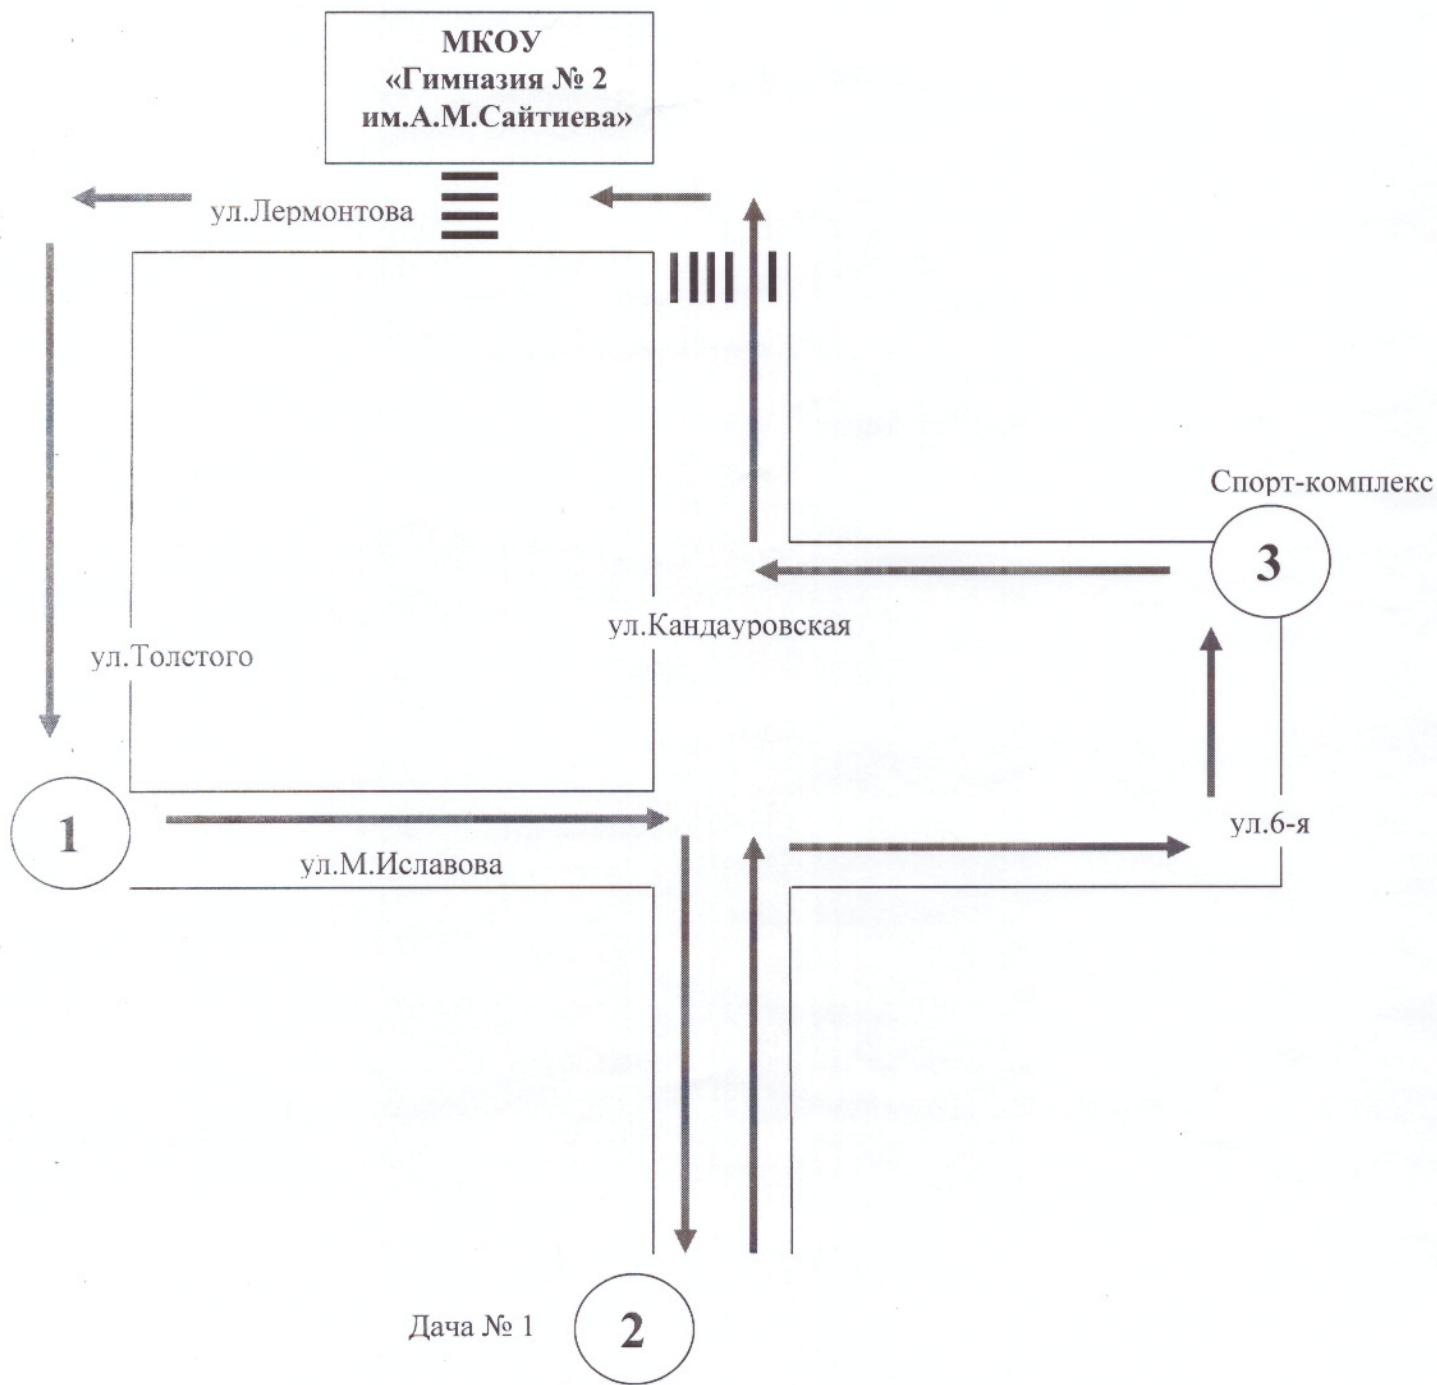 МКОУ
«Гимназия № 2
им.А.М.Сайтиева»
ул.Лермонтова
Спорт-комплекс
3
ул.Кандауровская
ул.Толстого
1
ул.6-я
ул.М.Иславова
Дача № 1
2